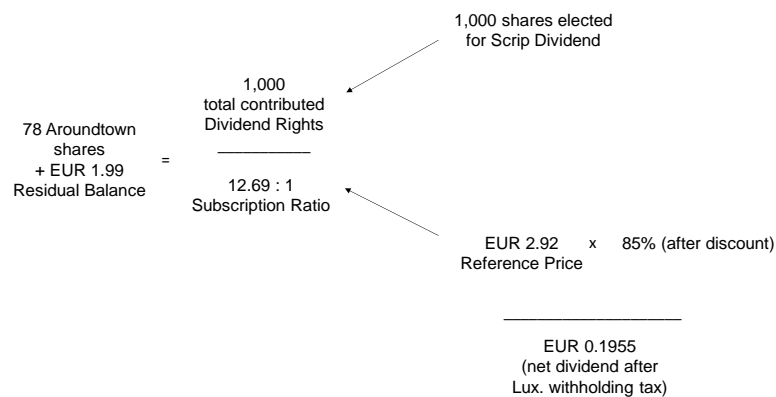 1,000 shares elected
for Scrip Dividend
1,000
total contributed
Dividend Rights
78 Aroundtown
shares
+ EUR 1.99
Residual Balance
=
12.69 : 1
Subscription Ratio
EUR 2.92 x 85% (after discount)
Reference Price
EUR 0.1955
(net dividend after
Lux. withholding tax)